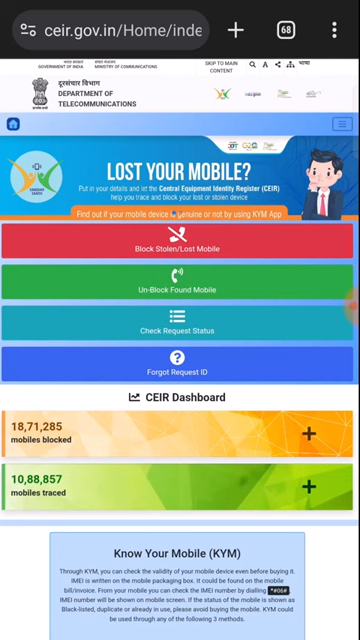 ceir.gov.in/Home/inde
68
भारत सरकार
GOVERNMENT OF INDIA
संचार मंत्रालय
MINISTRY OF COMMUNICATIONS
SKIP TO MAIN
CONTENT
A
भाषा
दूरसंचार विभाग
DEPARTMENT OF
TELECOMMUNICATIONS
LOST YOUR MOBILE?
Put in your details and let the Central Equipment Identity Register (CEIR)
help you trace and block your lost or stolen device
Find out if your mobile device is genuine or not by using KYM App
Block Stolen/Lost Mobile
Un-Block Found Mobile
Check Request Status
Forgot Request ID
CEIR Dashboard
18,71,285
mobiles blocked
10,88,857
mobiles traced
Know Your Mobile (KYM)
Through KYM, you can check the validity of your mobile device even before buying it.
IMEI is written on the mobile packaging box. It could be found on the mobile
bill/invoice. From your mobile you can check the IMEI number by dialling *#06#
IMEI number will be shown on mobile screen. If the status of the mobile is shown as
Black-listed, duplicate or already in use, please avoid buying the mobile. KYM could
be used through any of the following 3 methods.